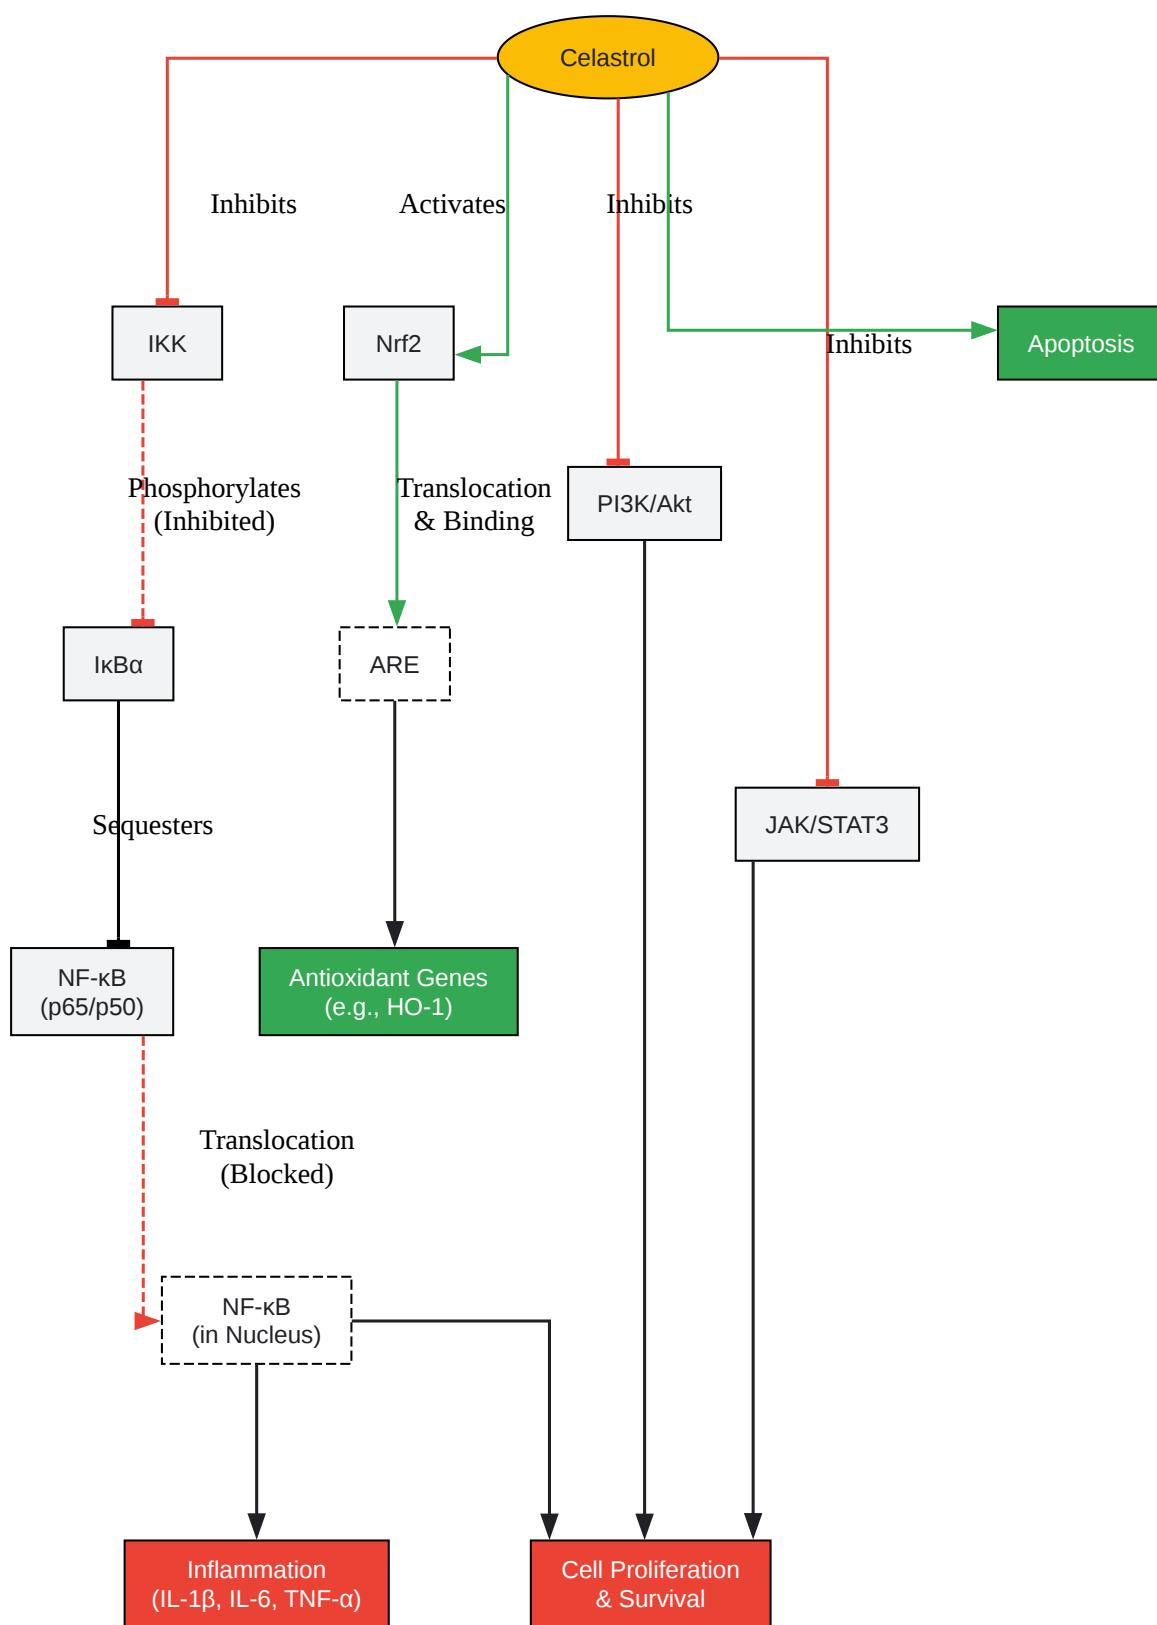 Celastrol
Inhibits
Activates
Inhibits
IKK
Nrf2
Inhibits
Apoptosis
Phosphorylates
(Inhibited)
Translocation
& Binding
PI3K/Akt
IκBα
ARE
Sequesters
JAK/STAT3
NF-κB
(p65/p50)
Antioxidant Genes
(e.g., HO-1)
Translocation
(Blocked)
NF-κB
(in Nucleus)
Inflammation
(IL-1β, IL-6, TNF-α)
Cell Proliferation
& Survival